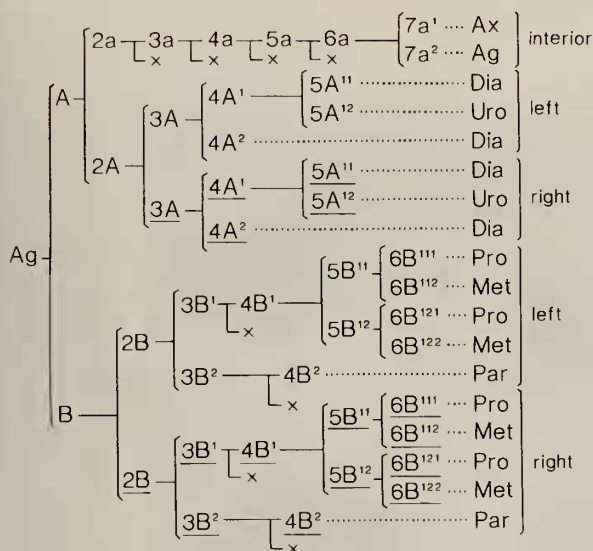 2a 3a 4a 5a 6a 7a¹ ···· Ax
× × × × 7a² ···· Ag interior
A
5A¹¹ ···· Dia
4A¹ 5A¹² ···· Uro left
3A 4A² ···· Dia
2A
5A¹¹ ···· Dia
4A¹ 5A¹² ···· Uro right
3A 4A² ···· Dia
Ag
6B¹¹¹ ···· Pro
5B¹¹ 6B¹¹² ···· Met
3B¹ 4B¹ 6B¹²¹ ···· Pro left
× 5B¹² 6B¹²² ···· Met
2B
3B² 4B² ···· Par
×
B
6B¹¹¹ ···· Pro
5B¹¹ 6B¹¹² ···· Met
3B¹ 4B¹ 6B¹²¹ ···· Pro right
× 5B¹² 6B¹²² ···· Met
2B
3B² 4B² ···· Par
×